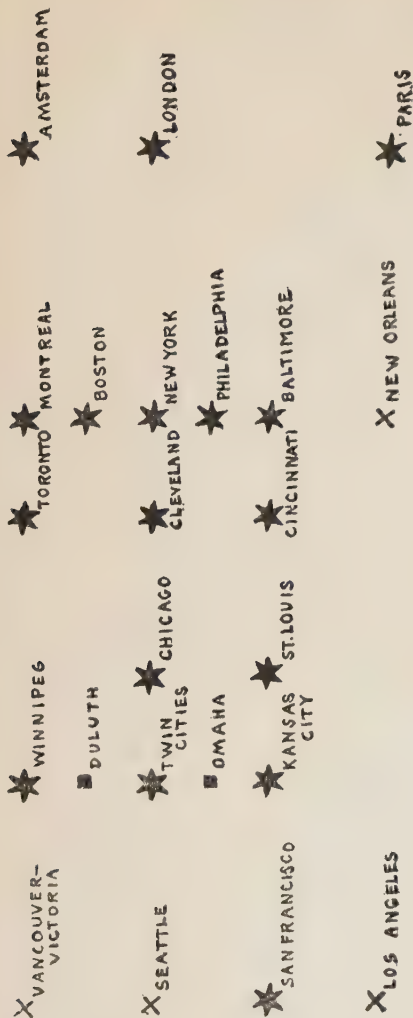 VANCOUVER-
VICTORIA
WINNIPEG
TORONTO
MONTREAL
AMSTERDAM
DULUTH
BOSTON
SEATTLE
TWIN
CITIES
CHICAGO
CLEVELAND
NEW YORK
LONDON
OMAHA
PHILADELPHIA
SAN FRANCISCO
KANSAS
CITY
ST. LOUIS
CINCINNATI
BALTIMORE
LOS ANGELES
NEW ORLEANS
PARIS